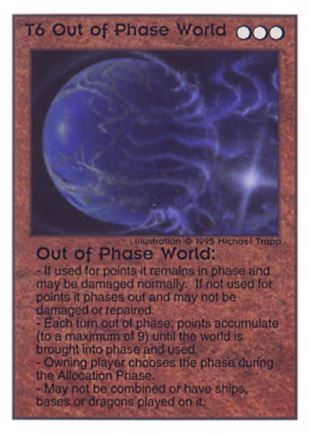 T6 Out of Phase World
Illustration © 1995 Michael Trapp
Out of Phase World:
- If used for points it remains in phase and
may be damaged normally. If not used for
points it phases out and may not be
damaged or repaired.
- Each turn out of phase, points accumulate
(to a maximum of 9) until the world is
brought into phase and used.
- Owning player chooses the phase during
the Allocation Phase.
- May not be combined or have ships,
bases or dragons played on it.